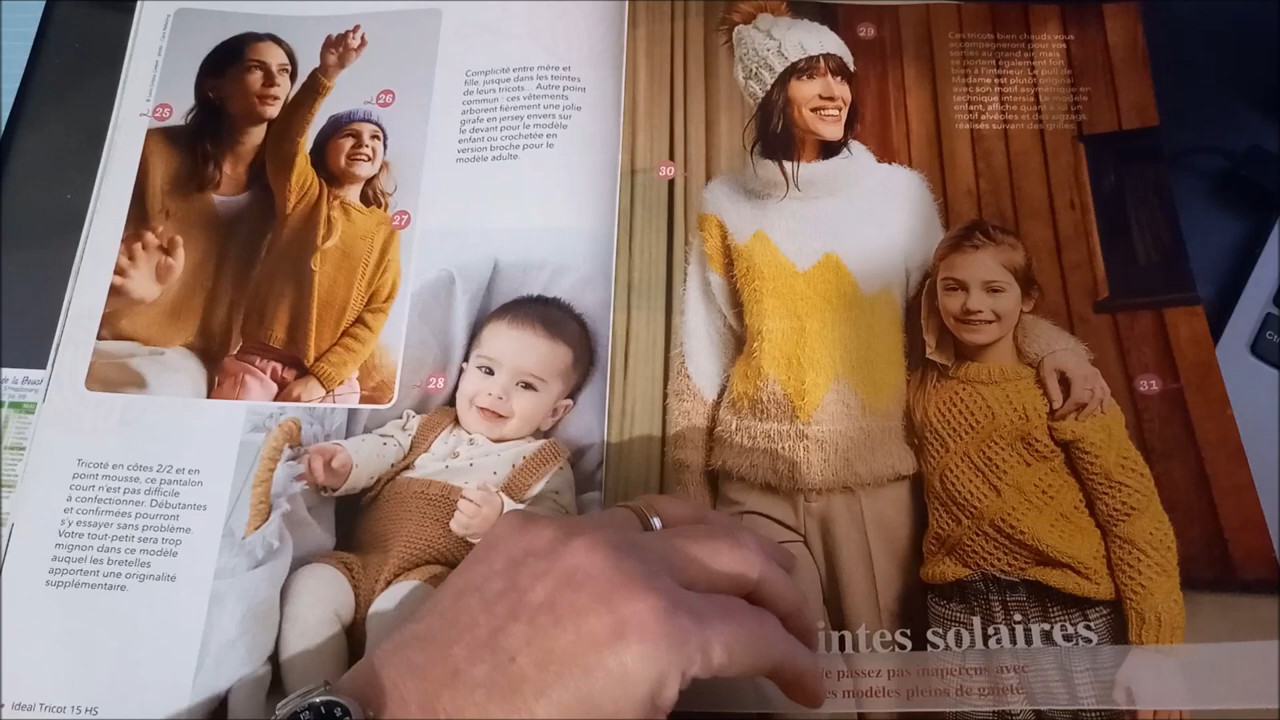 25
26
27
Complicité entre mère et
fille, jusque dans les teintes
de leurs tricots... Autre point
commun : ces vêtements
arborent fièrement une jolie
girafe en jersey envers sur
le devant pour le modèle
enfant ou crochetée en
version broche pour le
modèle adulte.
28
Tricoté en côtes 2/2 et en
point mousse, ce pantalon
court n'est pas difficile
à confectionner. Débutantes
et confirmées pourront
s'y essayer sans problème.
Votre tout-petit sera trop
mignon dans ce modèle
auquel les bretelles
apportent une originalité
supplémentaire.
Ideal Tricot 15 HS
29
30
31
Ces tricots bien chauds vous
accompagneront pour vos
sorties au grand air, mais
se portent également fort
bien à l'intérieur. Le pull de
Madame est plutôt original
avec son motif asymétrique en
technique intarsia. Le modèle
enfant, affiche quant à lui un
motif alvéoles et des zigzags
réalisés suivant des grilles.
intes solaires
e passez pas inaperçus avec
es modèles pleins de gaieté.
de la Bout